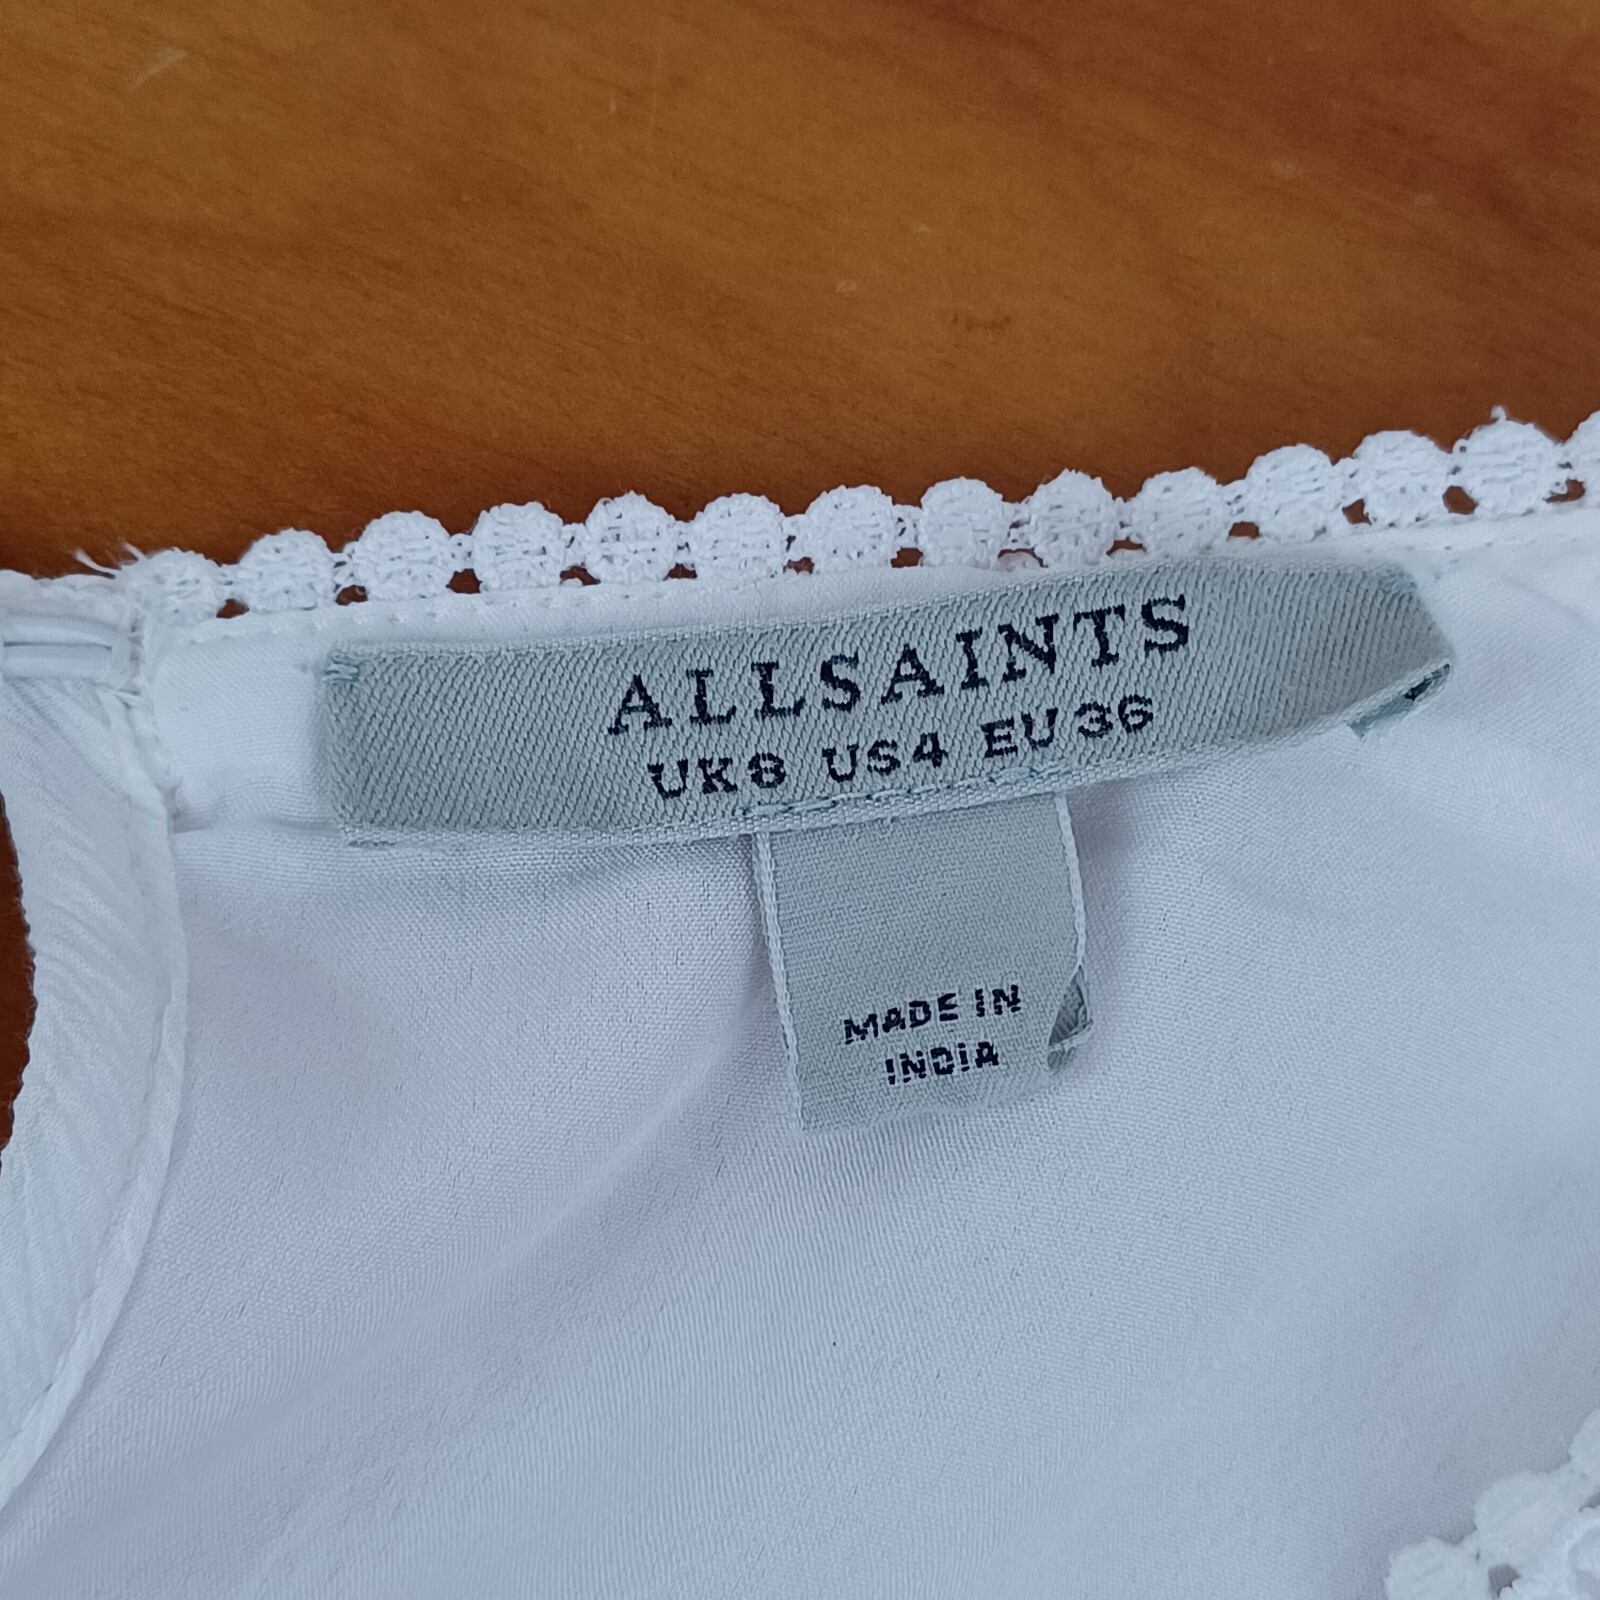 ALLSAINTS
UK8 US4 EU36
MADE IN
INDIA